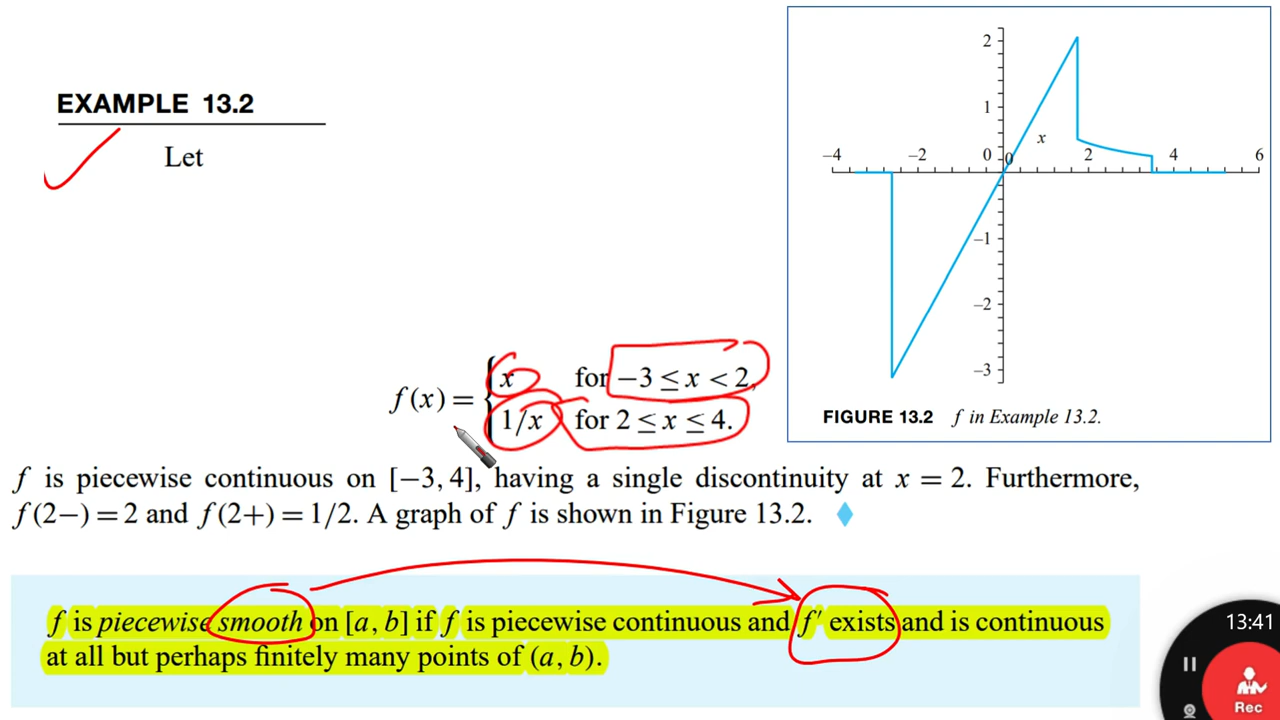 EXAMPLE 13.2
Let
f(x) = { x for −3 ≤ x < 2,
1/x for 2 ≤ x ≤ 4.
2
1
x
−4
−2
0
0
2
4
6
−1
−2
−3
FIGURE 13.2 f in Example 13.2.
f is piecewise continuous on [−3, 4], having a single discontinuity at x = 2. Furthermore,
f(2−) = 2 and f(2+) = 1/2. A graph of f is shown in Figure 13.2.
f is piecewise smooth on [a, b] if f is piecewise continuous and f′ exists and is continuous
at all but perhaps finitely many points of (a, b).
13:41
Rec